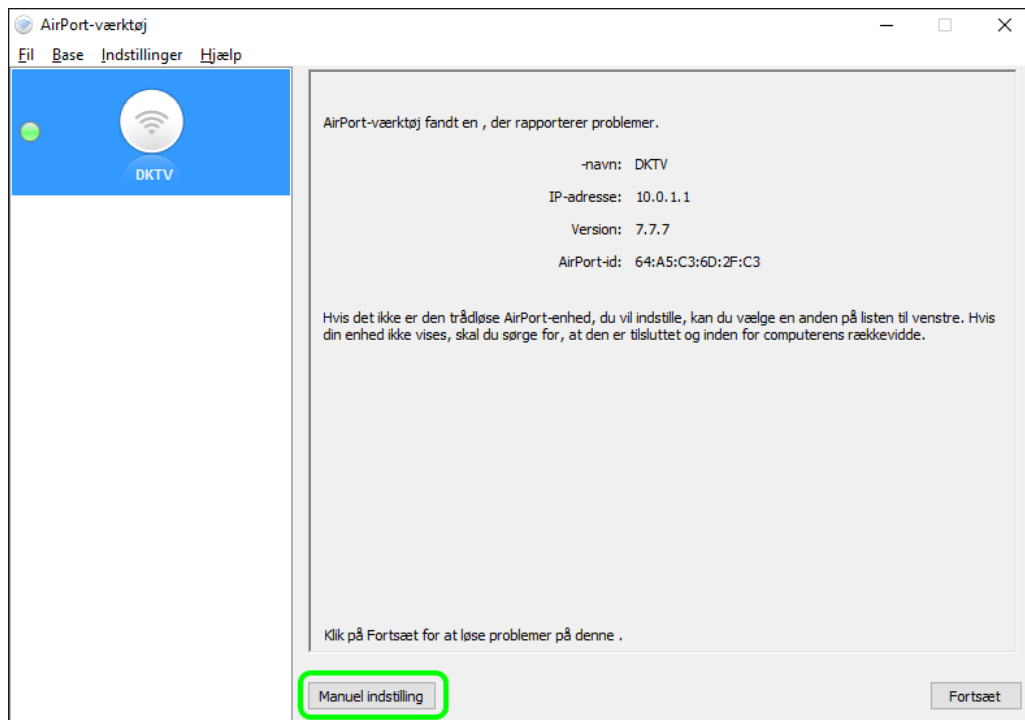 AirPort-værktøj
Fil Base Indstillinger Hjælp
DKTV
AirPort-værktøj fandt en , der rapporterer problemer.
-navn: DKTV
IP-adresse: 10.0.1.1
Version: 7.7.7
AirPort-id: 64:A5:C3:6D:2F:C3
Hvis det ikke er den trådløse AirPort-enhed, du vil indstille, kan du vælge en anden på listen til venstre. Hvis
din enhed ikke vises, skal du sørge for, at den er tilsluttet og inden for computerens rækkevidde.
Klik på Fortsæt for at løse problemer på denne .
Manuel indstilling Fortsæt